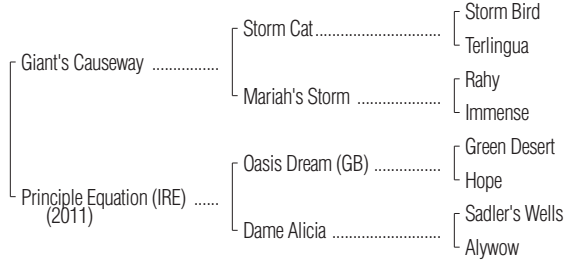 Storm Bird
Storm Cat
Terlingua
Giant's Causeway
Rahy
Mariah's Storm
Immense
Green Desert
Oasis Dream (GB)
Hope
Principle Equation (IRE)
(2011)
Sadler's Wells
Dame Alicia
Alywow